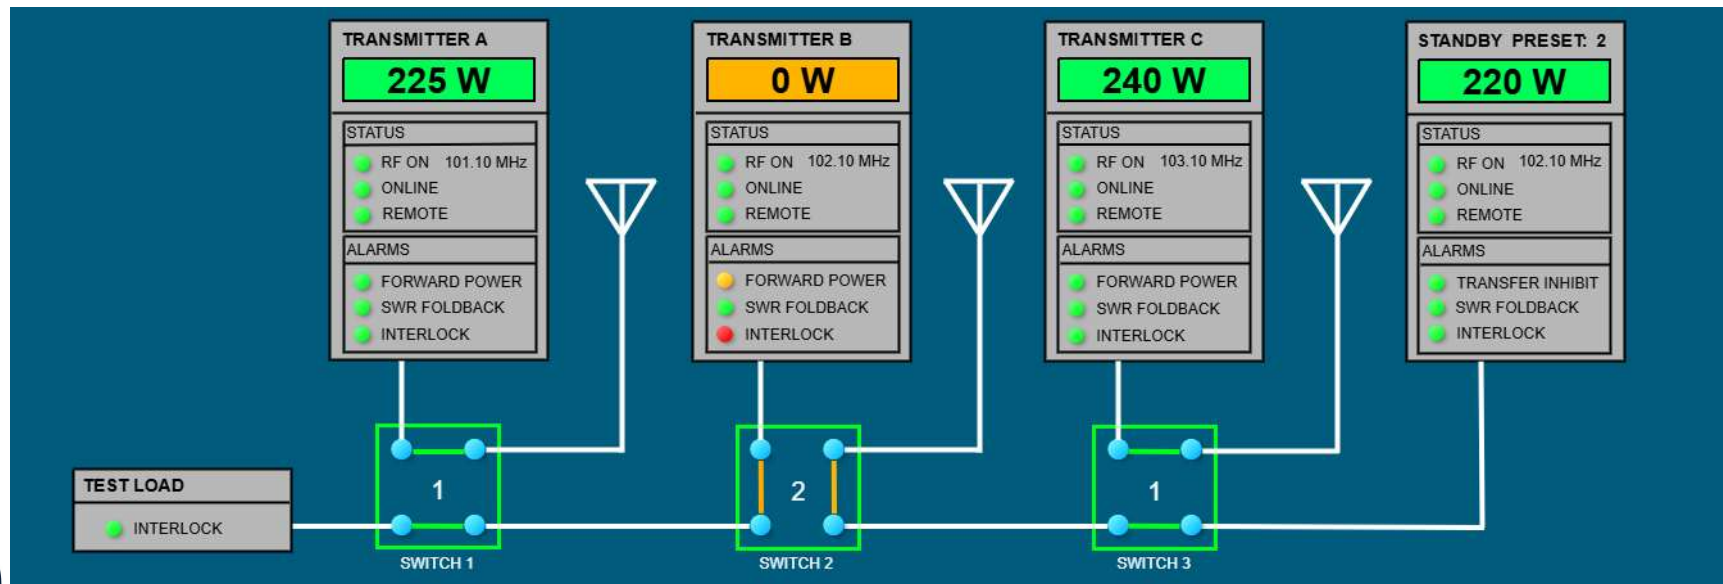 TRANSMITTER A
225 W
STATUS
RF ON 101.10 MHz
ONLINE
REMOTE
ALARMS
FORWARD POWER
SWR FOLDBACK
INTERLOCK
TRANSMITTER B
0 W
STATUS
RF ON 102.10 MHz
ONLINE
REMOTE
ALARMS
FORWARD POWER
SWR FOLDBACK
INTERLOCK
TRANSMITTER C
240 W
STATUS
RF ON 103.10 MHz
ONLINE
REMOTE
ALARMS
FORWARD POWER
SWR FOLDBACK
INTERLOCK
STANDBY PRESET: 2
220 W
STATUS
RF ON 102.10 MHz
ONLINE
REMOTE
ALARMS
TRANSFER INHIBIT
SWR FOLDBACK
INTERLOCK
TEST LOAD
INTERLOCK
1
SWITCH 1
2
SWITCH 2
1
SWITCH 3